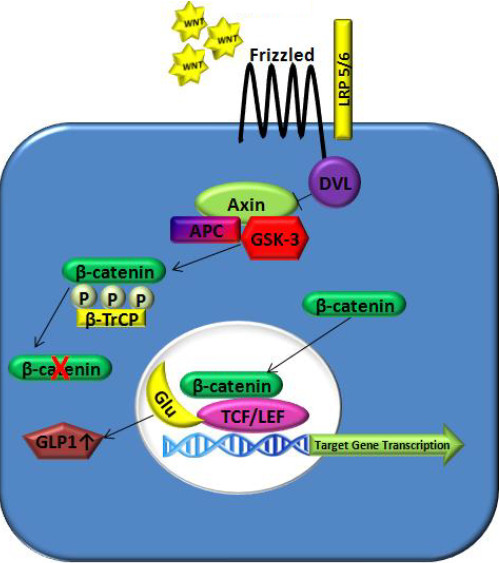 WNT
WNT
WNT
Frizzled
LRP 5/6
DVL
Axin
APC
GSK-3
β-catenin
P P P
β-TrCP
β-catenin
β-catenin
β-catenin
Glu
TCF/LEF
GLP1↑
Target Gene Transcription